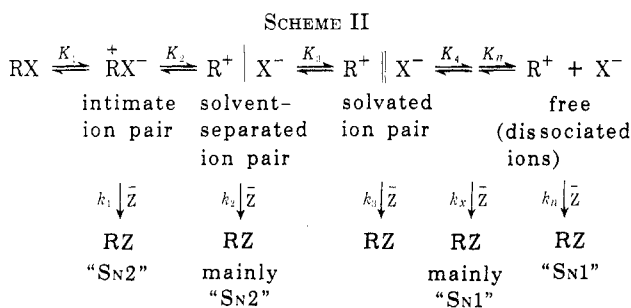 SCHEME II
RX ⇌ R⁺X⁻ ⇌ R⁺ | X⁻ ⇌ R⁺ ‖ X⁻ ⇌ ⇌ R⁺ + X⁻
K₁ K₂ K₃ K₄ Kₙ
intimate solvent- solvated free
ion pair separated ion pair (dissociated
ion pair ions)
k₁↓Z̄ k₂↓Z̄ k₃↓Z̄ kₓ↓Z̄ kₙ↓Z̄
RZ RZ RZ RZ RZ
"SN2" mainly mainly "SN1"
"SN2" "SN1"